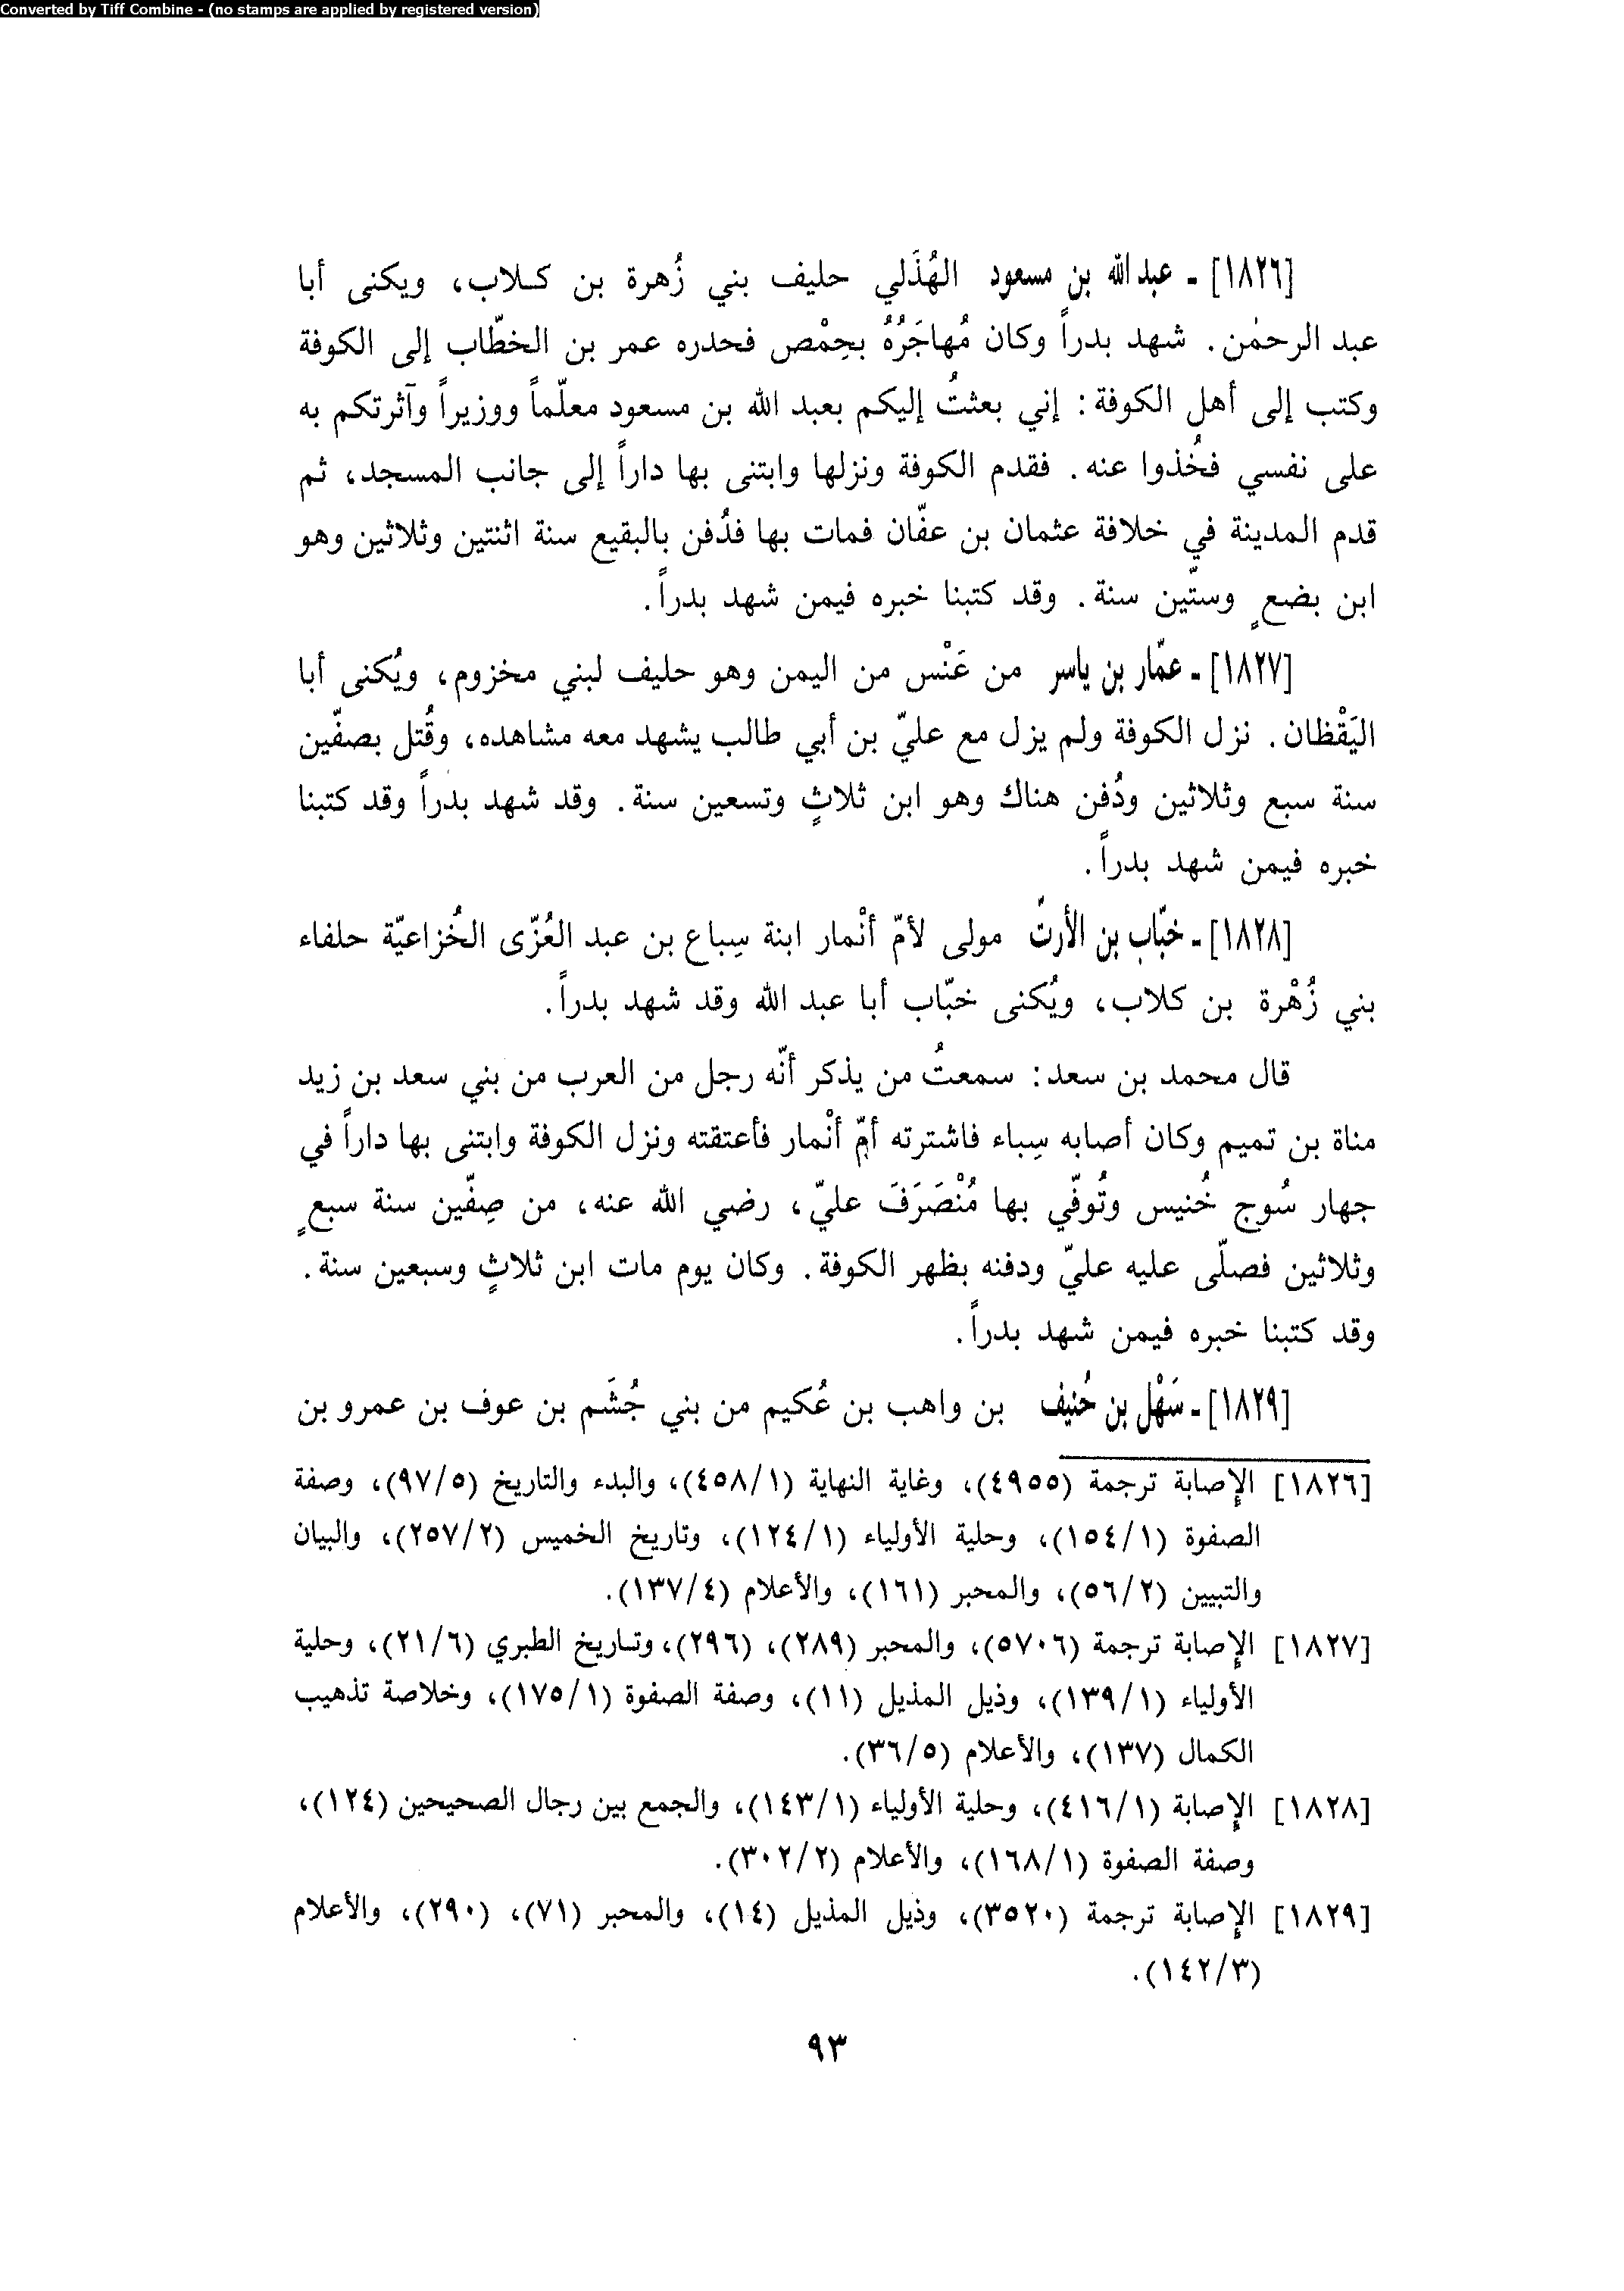 Converted by Tiff Combine - (no stamps are applied by registered version)
[١٨٢٦] - عبد الله بن مسعود الهُذَلي حليف بني زُهرة بن كـلاب، ويكنى أبا
عبد الرحمٰن. شهد بدراً وكان مُهاجَرُهُ بحِمْص فحدره عمر بن الخطّاب إلى الكوفة
وكتب إلى أهل الكوفة: إني بعثتُ إليكم بعبد الله بن مسعود معلّماً ووزيراً وآثرتكم به
على نفسي فخُذوا عنه. فقدم الكوفة ونزلها وابتنى بها داراً إلى جانب المسجد، ثم
قدم المدينة في خلافة عثمان بن عفّان فمات بها فدُفن بالبقيع سنة اثنتين وثلاثين وهو
ابن بضعٍ وستّين سنة. وقد كتبنا خبره فيمن شهد بدراً.
[١٨٢٧] - عمّار بن ياسر من عَنْس من اليمن وهو حليف لبني مخزوم، ويُكنى أبا
اليَقْظان. نزل الكوفة ولم يزل مع عليّ بن أبي طالب يشهد معه مشاهده، وقُتل بصفّين
سنة سبع وثلاثين ودُفن هناك وهو ابن ثلاثٍ وتسعين سنة. وقد شهد بدراً وقد كتبنا
خبره فيمن شهد بدراً.
[١٨٢٨] - خبّاب بن الأرتّ مولى لأمّ أنْمار ابنة سِباع بن عبد العُزّى الخُزاعيّة حلفاء
بني زُهْرة بن كلاب، ويُكنى خبّاب أبا عبد الله وقد شهد بدراً.
قال محمد بن سعد: سمعتُ من يذكر أنّه رجل من العرب من بني سعد بن زيد
مناة بن تميم وكان أصابه سِباء فاشترته أمّ أنْمار فأعتقته ونزل الكوفة وابتنى بها داراً في
جهار سُوج خُنيس وتُوفّي بها مُنْصَرَفَ عليّ، رضي الله عنه، من صِفّين سنة سبعٍ
وثلاثين فصلّى عليه عليّ ودفنه بظهر الكوفة. وكان يوم مات ابن ثلاثٍ وسبعين سنة.
وقد كتبنا خبره فيمن شهد بدراً.
[١٨٢٩] - سَهْل بن حُنيف بن واهب بن عُكيم من بني جُشَم بن عوف بن عمرو بن
[١٨٢٦] الإصابة ترجمة (٤٩٥٥)، وغاية النهاية (٤٥٨/١)، والبدء والتاريخ (٩٧/٥)، وصفة
الصفوة (١٥٤/١)، وحلية الأولياء (١٢٤/١)، وتاريخ الخميس (٢٥٧/٢)، والبيان
والتبيين (٥٦/٢)، والمحبر (١٦١)، والأعلام (١٣٧/٤).
[١٨٢٧] الإصابة ترجمة (٥٧٠٦)، والمحبر (٢٨٩)، (٢٩٦)، وتاريخ الطبري (٢١/٦)، وحلية
الأولياء (١٣٩/١)، وذيل المذيل (١١)، وصفة الصفوة (١٧٥/١)، وخلاصة تذهيب
الكمال (١٣٧)، والأعلام (٣٦/٥).
[١٨٢٨] الإصابة (٤١٦/١)، وحلية الأولياء (١٤٣/١)، والجمع بين رجال الصحيحين (١٢٤)،
وصفة الصفوة (١٦٨/١)، والأعلام (٣٠٢/٢).
[١٨٢٩] الإصابة ترجمة (٣٥٢٠)، وذيل المذيل (١٤)، والمحبر (٧١)، (٢٩٠)، والأعلام
(١٤٢/٣).
٩٣